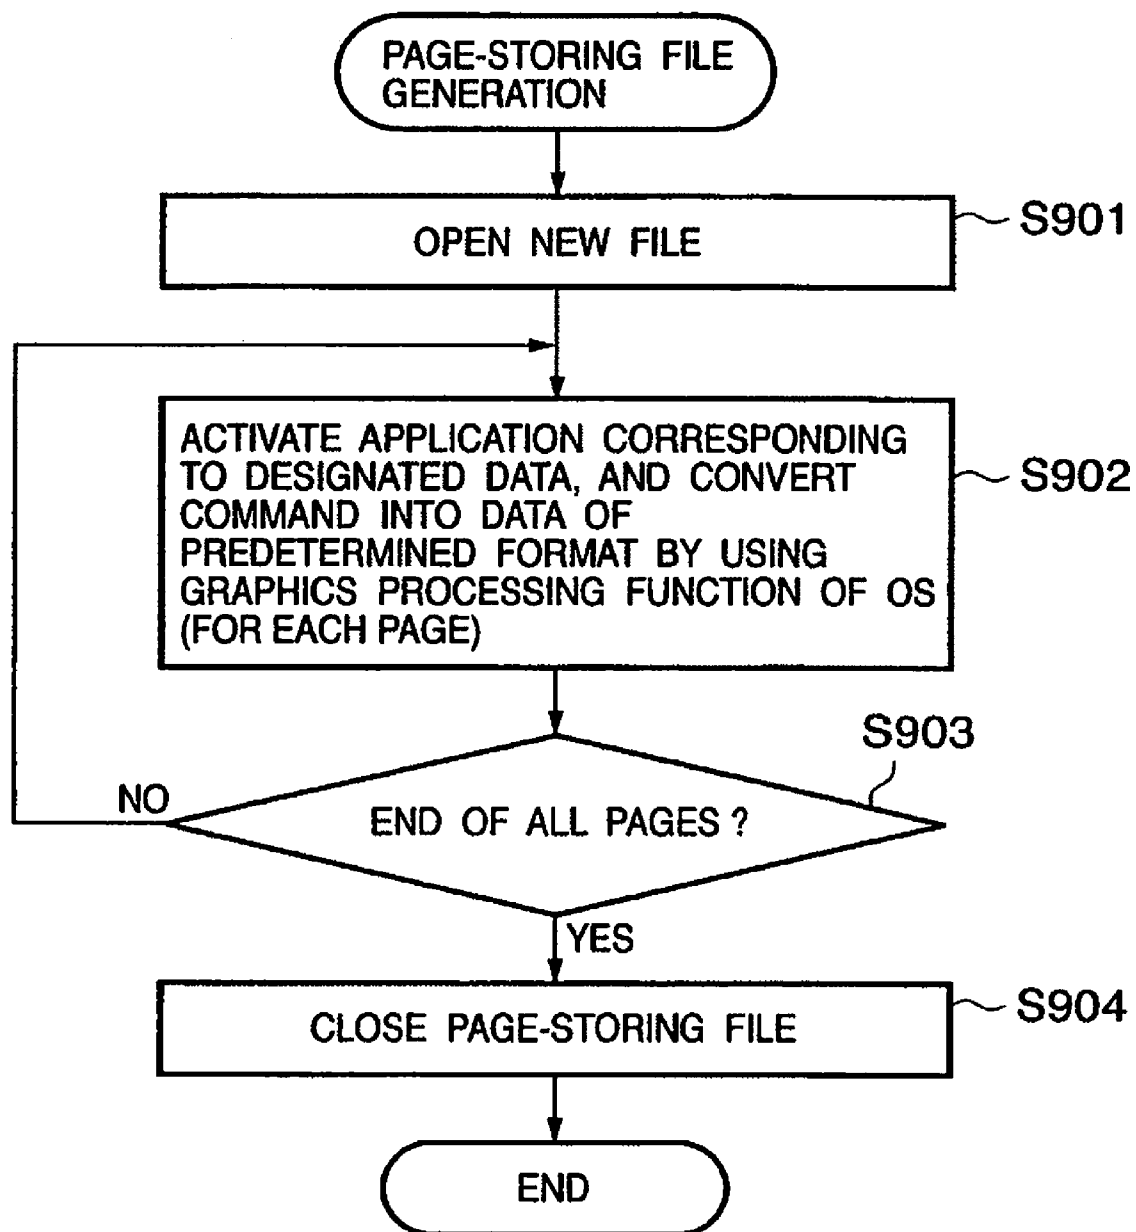 PAGE-STORING FILE
GENERATION
OPEN NEW FILE
S901
ACTIVATE APPLICATION CORRESPONDING
TO DESIGNATED DATA, AND CONVERT
COMMAND INTO DATA OF
PREDETERMINED FORMAT BY USING
GRAPHICS PROCESSING FUNCTION OF OS
(FOR EACH PAGE)
S902
S903
NO
END OF ALL PAGES ?
YES
CLOSE PAGE-STORING FILE
S904
END